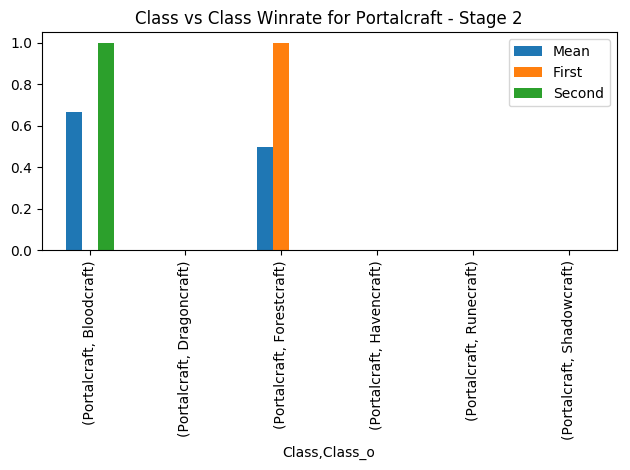 Class vs Class Winrate for Portalcraft - Stage 2
1.0
0.8
0.6
0.4
0.2
0.0
Mean
First
Second
(Portalcraft, Bloodcraft)
(Portalcraft, Dragoncraft)
(Portalcraft, Forestcraft)
(Portalcraft, Havencraft)
(Portalcraft, Runecraft)
(Portalcraft, Shadowcraft)
Class,Class_o